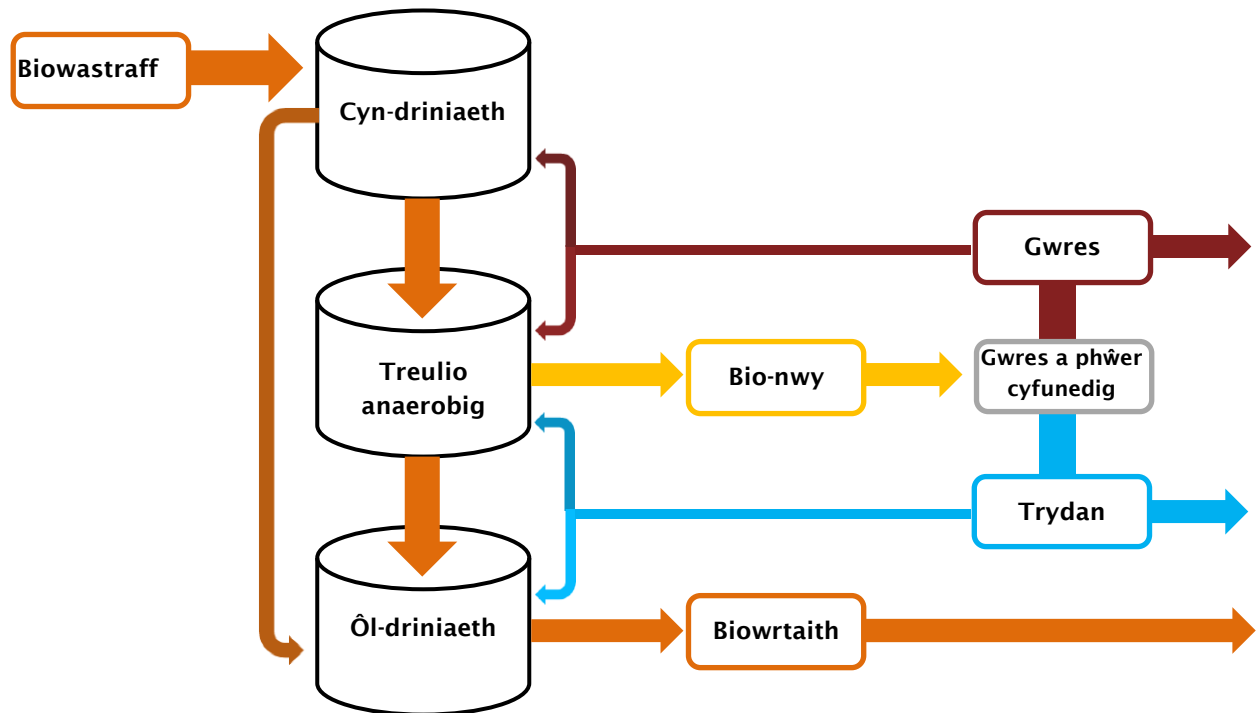 Biowastraff
Cyn-driniaeth
Gwres
Treulio
anaerobig
Bio-nwy
Gwres a phŵer
cyfunedig
Trydan
Ôl-driniaeth
Biowrtaith